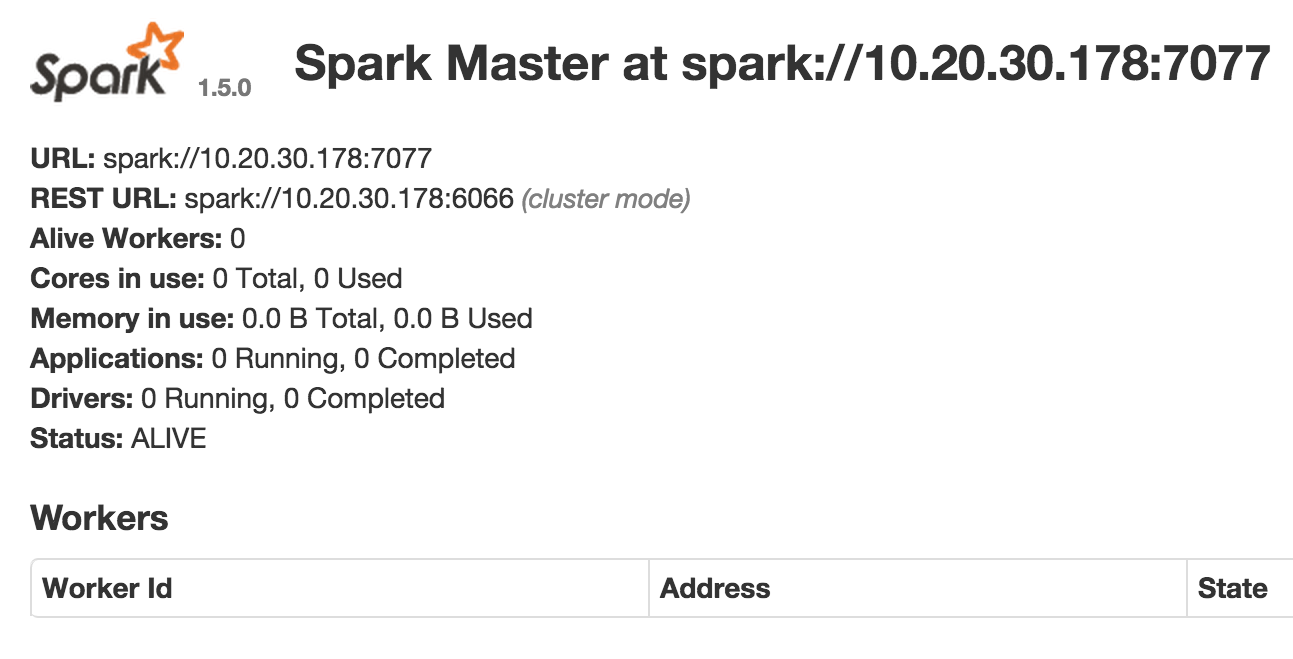 Spark 1.5.0 Spark Master at spark://10.20.30.178:7077
URL: spark://10.20.30.178:7077
REST URL: spark://10.20.30.178:6066 (cluster mode)
Alive Workers: 0
Cores in use: 0 Total, 0 Used
Memory in use: 0.0 B Total, 0.0 B Used
Applications: 0 Running, 0 Completed
Drivers: 0 Running, 0 Completed
Status: ALIVE
Workers
Worker Id Address State